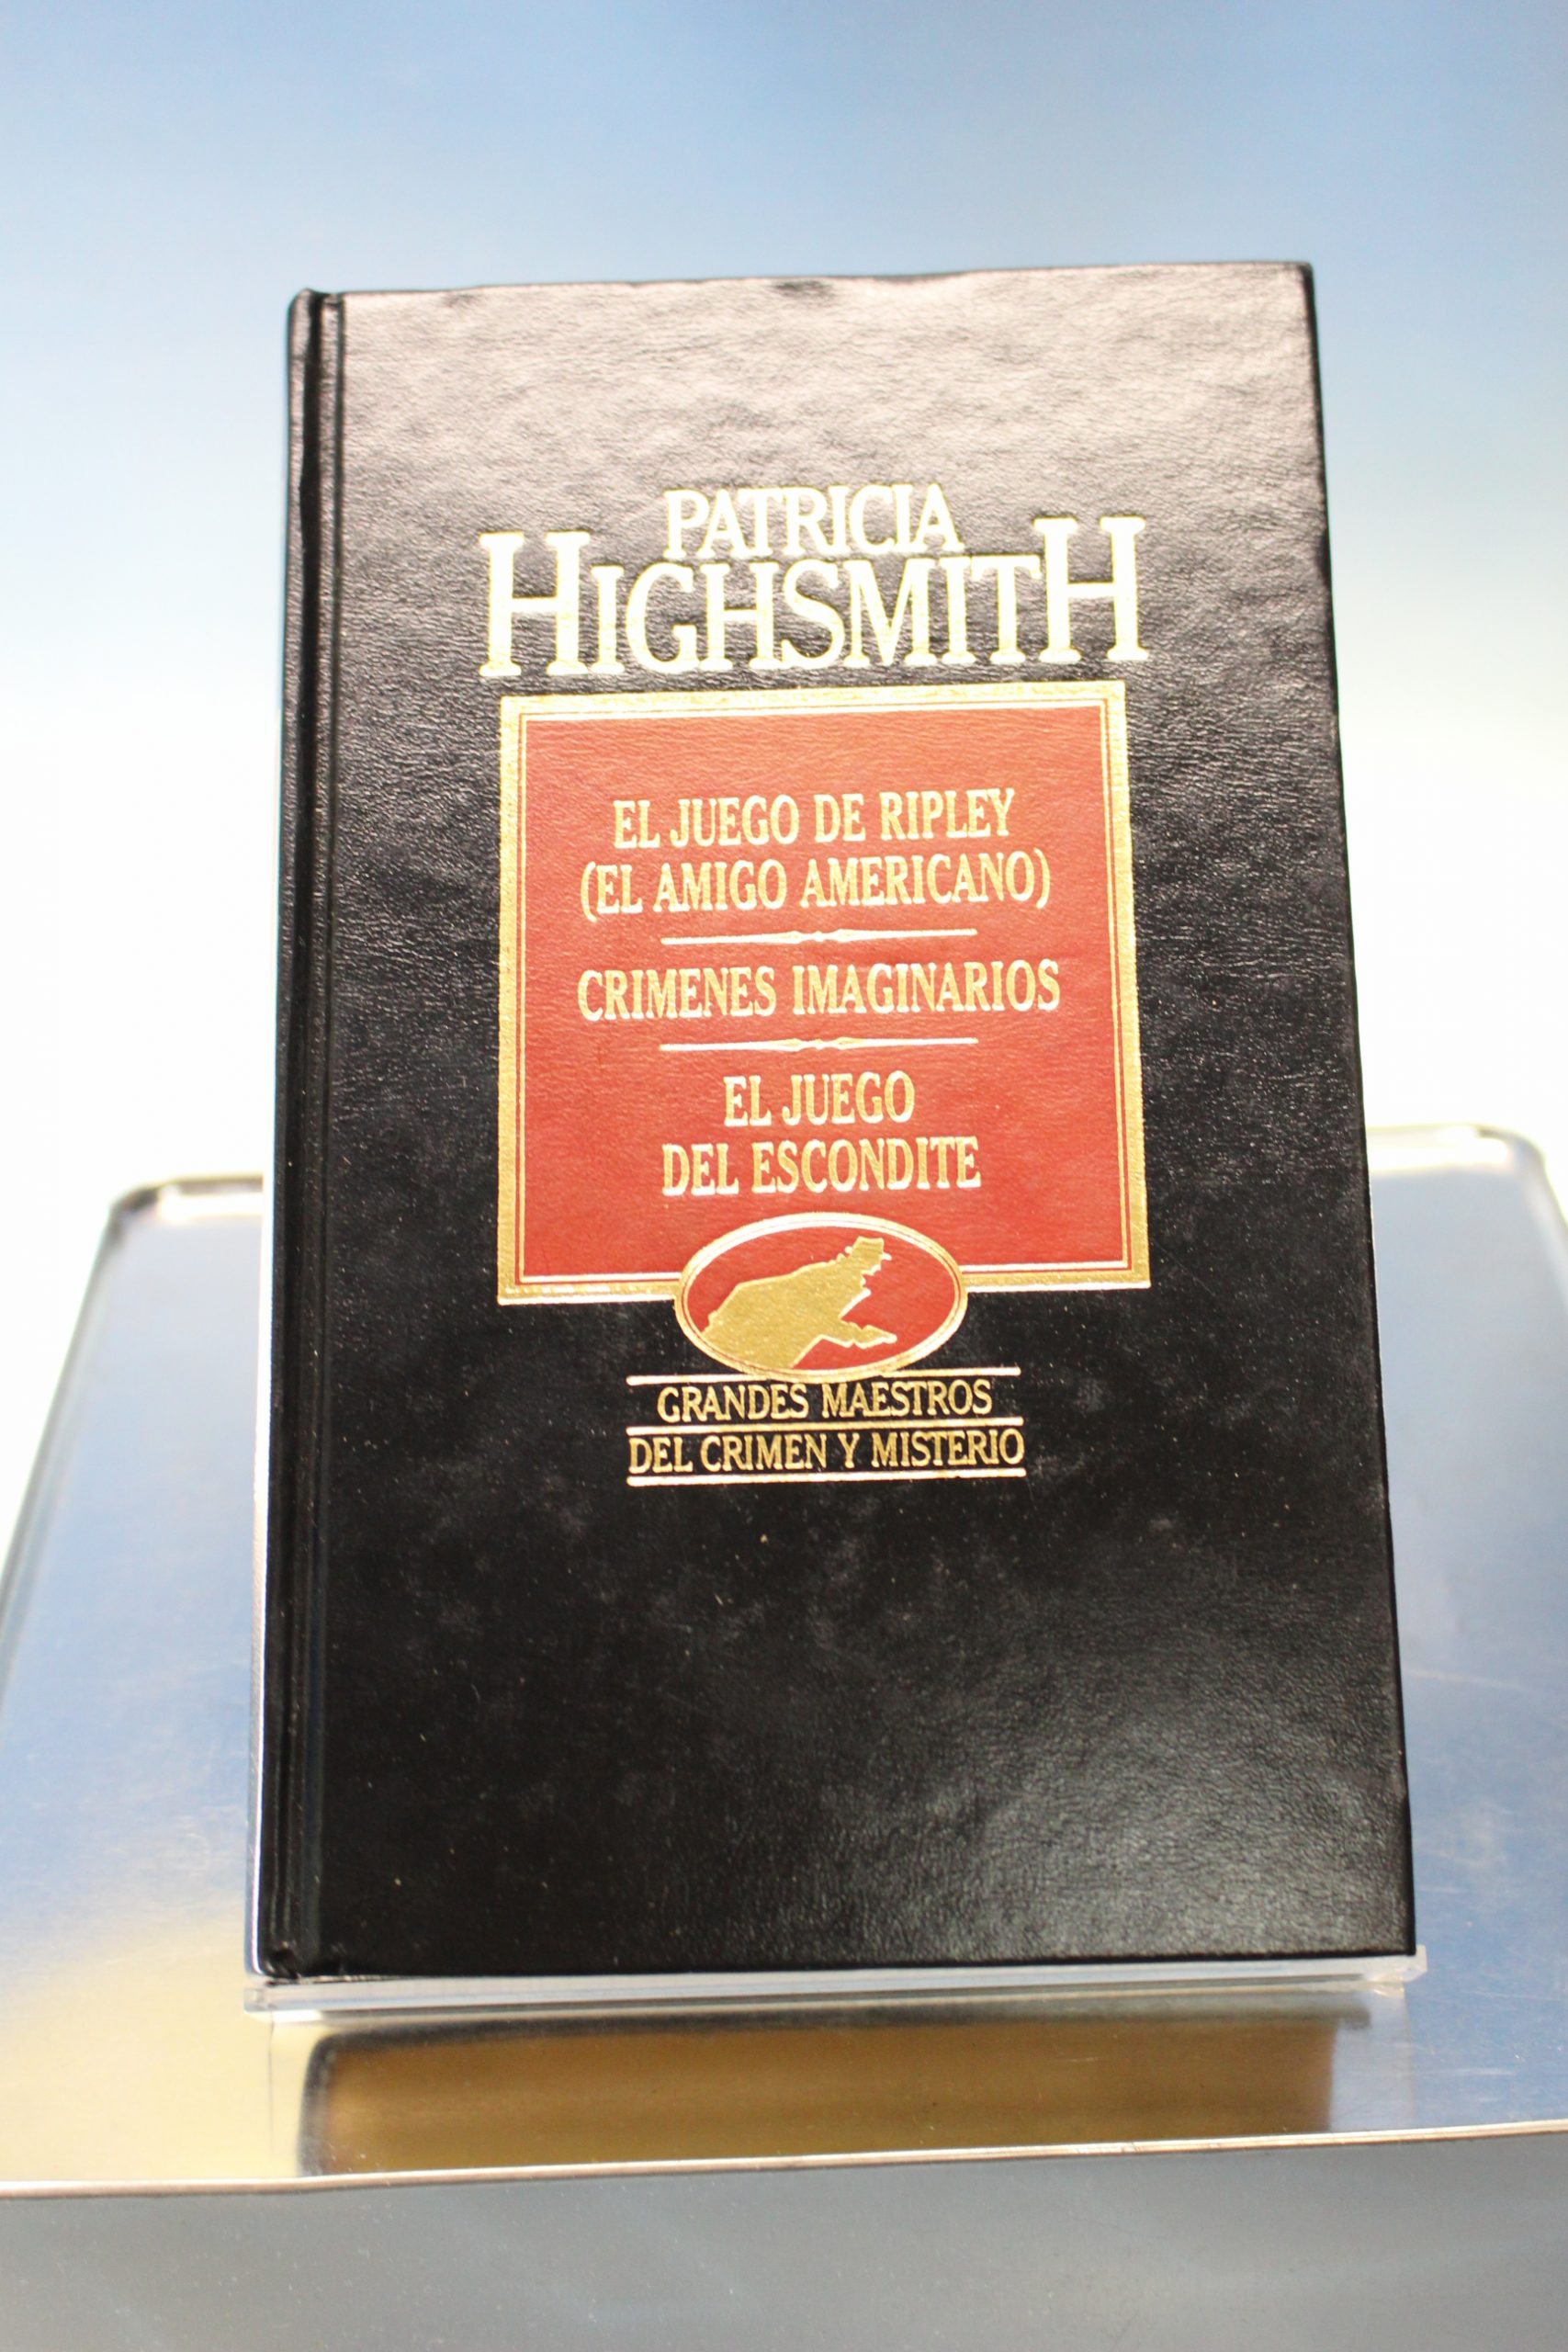 PATRICIA
HIGHSMITH
EL JUEGO DE RIPLEY
(EL AMIGO AMERICANO)
CRIMENES IMAGINARIOS
EL JUEGO
DEL ESCONDITE
GRANDES MAESTROS
DEL CRIMEN Y MISTERIO